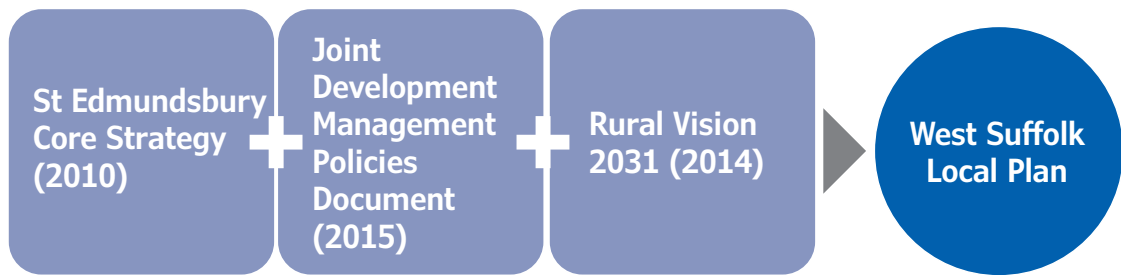 St Edmundsbury
Core Strategy
(2010)
Joint
Development
Management
Policies
Document
(2015)
Rural Vision
2031 (2014)
West Suffolk
Local Plan